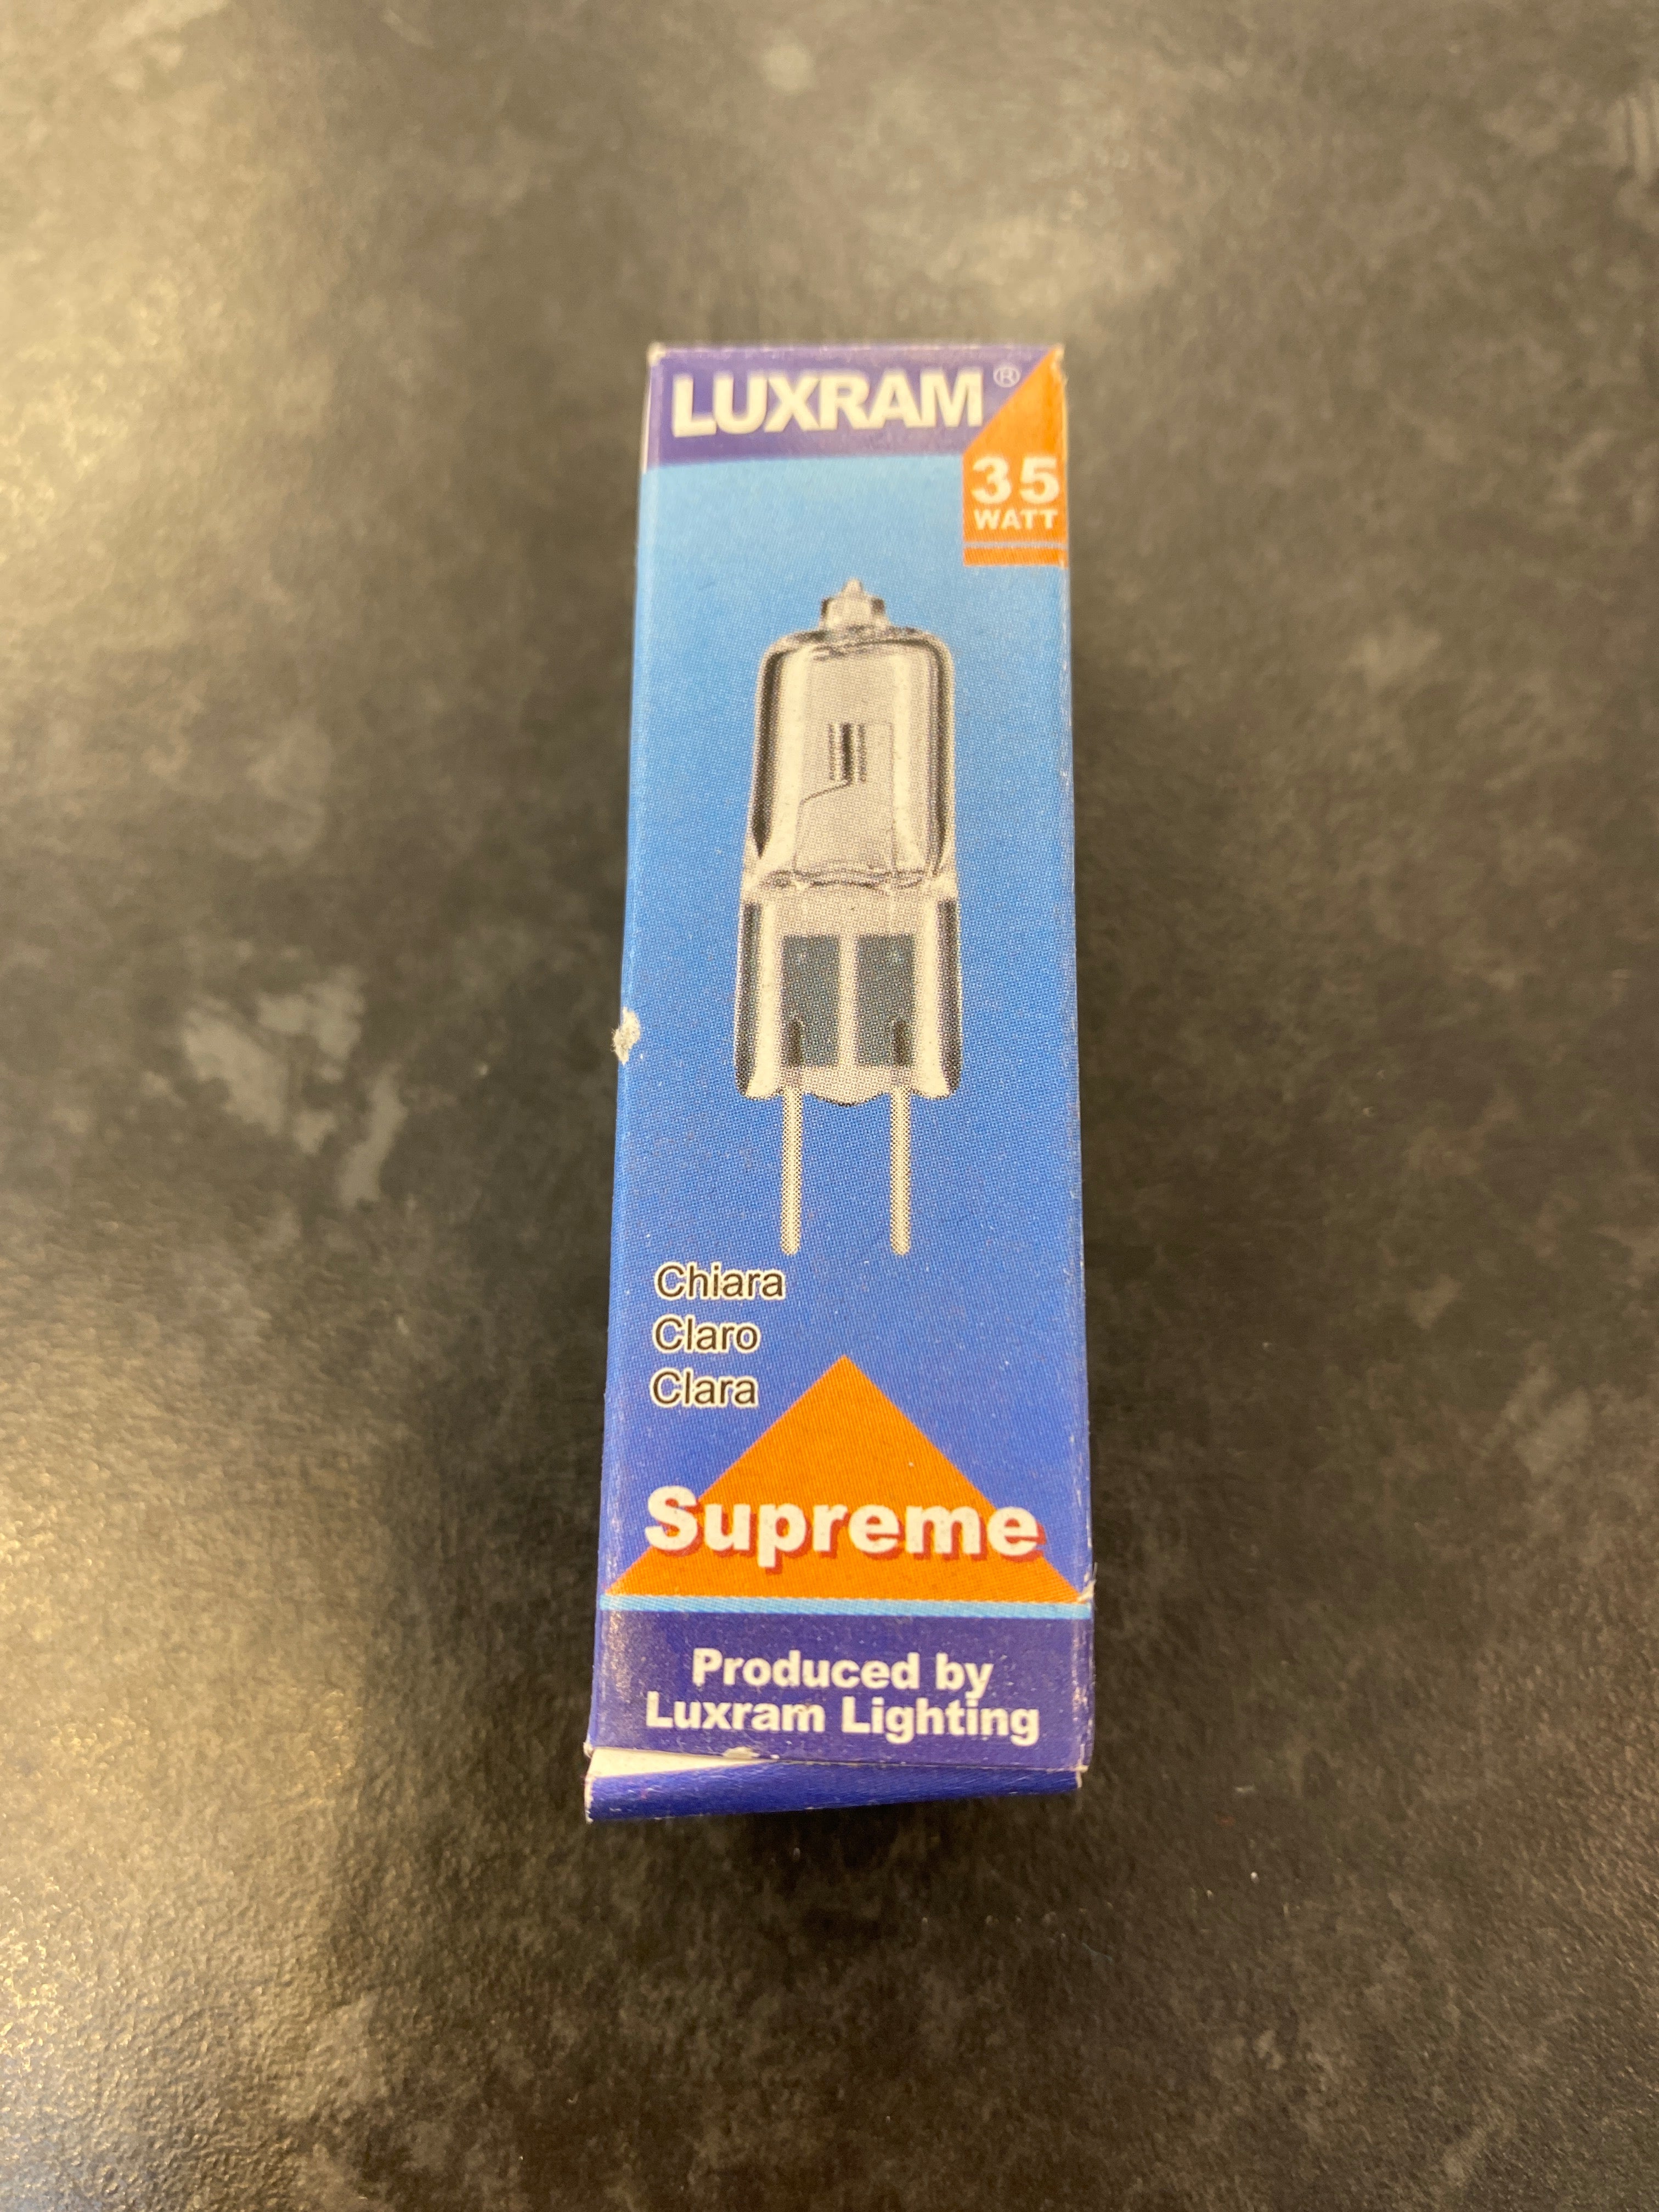 LUXRAM®
35
WATT
Chiara
Claro
Clara
Supreme
Produced by
Luxram Lighting